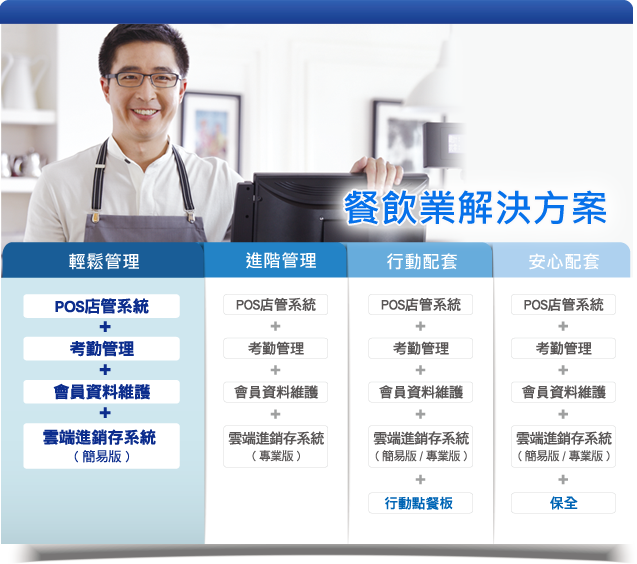 餐飲業解決方案
輕鬆管理
POS店管系統
+
考勤管理
+
會員資料維護
+
雲端進銷存系統
（簡易版）
進階管理
POS店管系統
+
考勤管理
+
會員資料維護
+
雲端進銷存系統
（專業版）
行動配套
POS店管系統
+
考勤管理
+
會員資料維護
+
雲端進銷存系統
（簡易版 / 專業版）
+
行動點餐板
安心配套
POS店管系統
+
考勤管理
+
會員資料維護
+
雲端進銷存系統
（簡易版 / 專業版）
+
保全